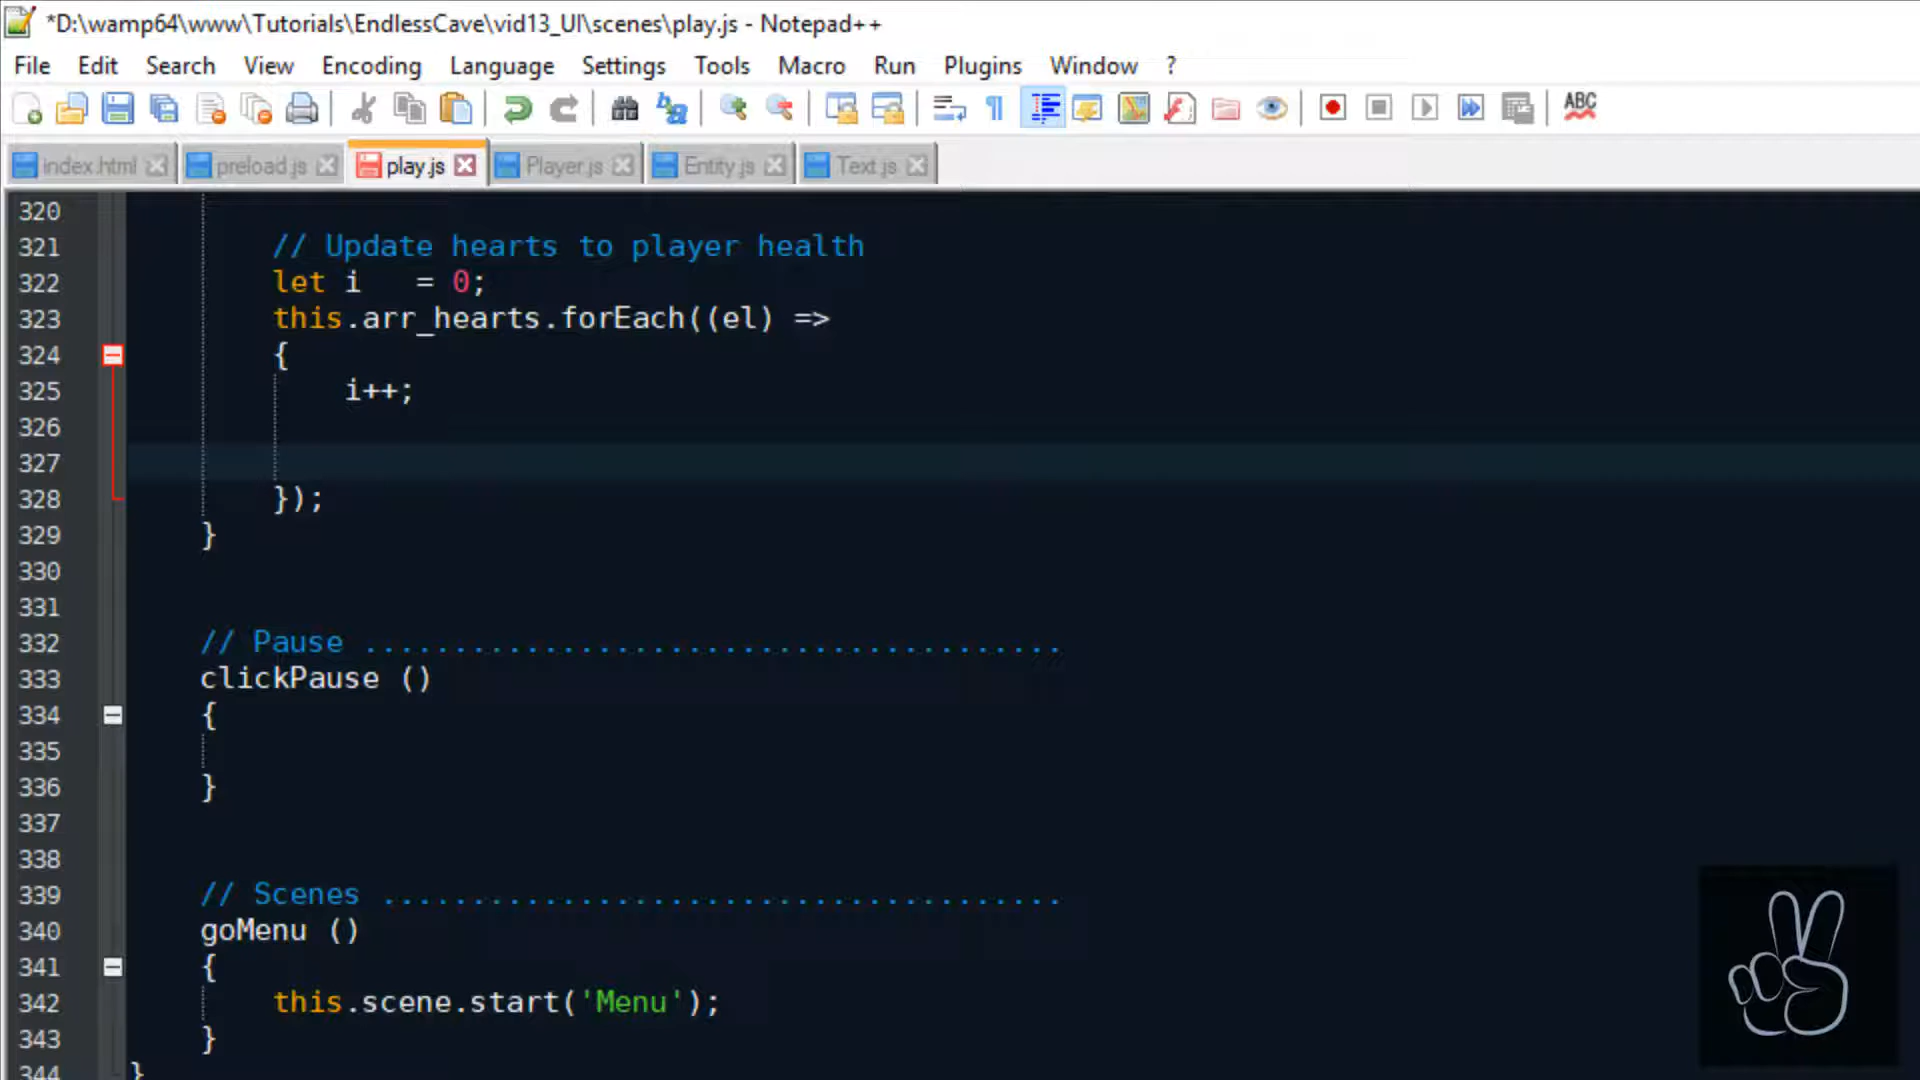 *D:\wamp64\www\Tutorials\EndlessCave\vid13_UI\scenes\play.js - Notepad++
File Edit Search View Encoding Language Settings Tools Macro Run Plugins Window ?
ABC
index.html preload.js play.js Player.js Entity.js Text.js
320
321 // Update hearts to player health
322 let i   = 0;
323 this.arr_hearts.forEach((el) =>
324 {
325 i++;
326
327
328 });
329 }
330
331
332 // Pause .......................................
333 clickPause ()
334 {
335
336 }
337
338
339 // Scenes ......................................
340 goMenu ()
341 {
342 this.scene.start('Menu');
343 }
344 }